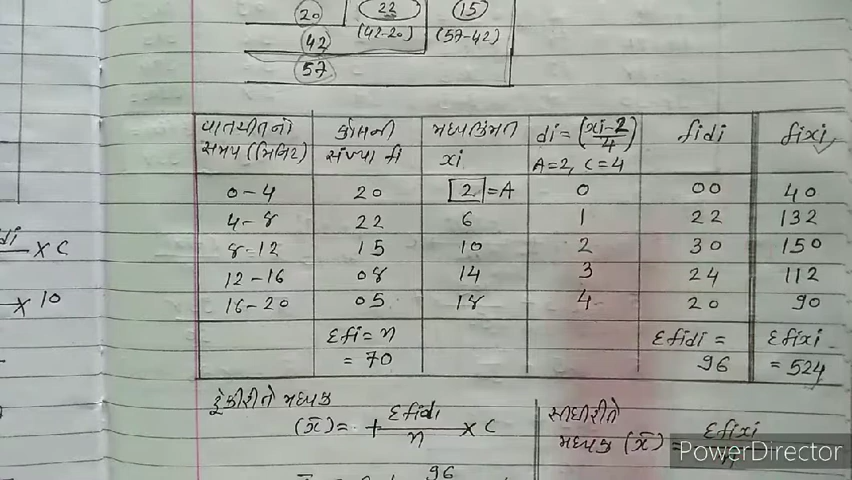 20 22 15
42 (42-20) (57-42)
57
વાતચીતનો સમય (મિનિટ) | કોલની સંખ્યા fi | મધ્યકિંમત xi | di = (xi-2/4) A=2, C=4 | fidi | fixi
0-4 20 2 = A 0 00 40
4-8 22 6 1 22 132
8-12 15 10 2 30 150
12-16 08 14 3 24 112
16-20 05 18 4 20 90
Σfi = n = 70 Σfidi = 96 Σfixi = 524
di × C
× 10
ટૂંકીરીતે મધ્યક
(x̄) = + Σfidi/n × C
સાદીરીતે
મધ્યક (x̄) = Σfixi/n
96
PowerDirector